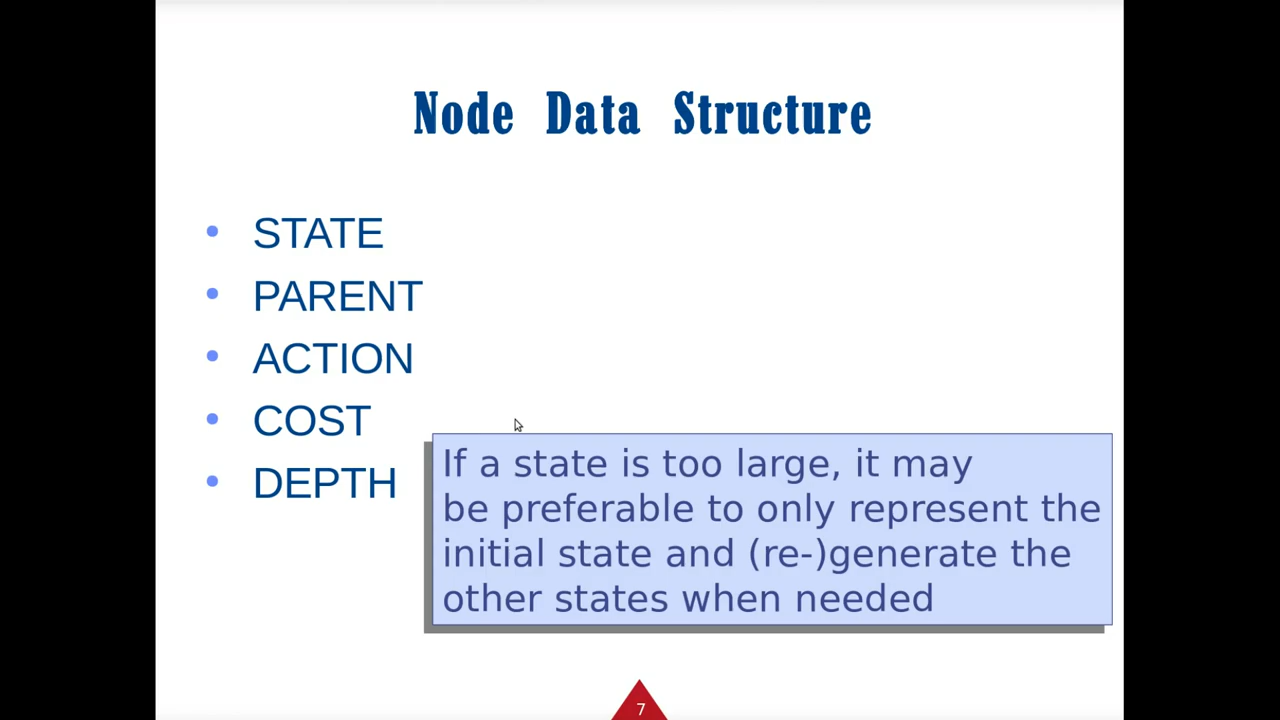 Node Data Structure
• STATE
• PARENT
• ACTION
• COST
• DEPTH
If a state is too large, it may
be preferable to only represent the
initial state and (re-)generate the
other states when needed
7